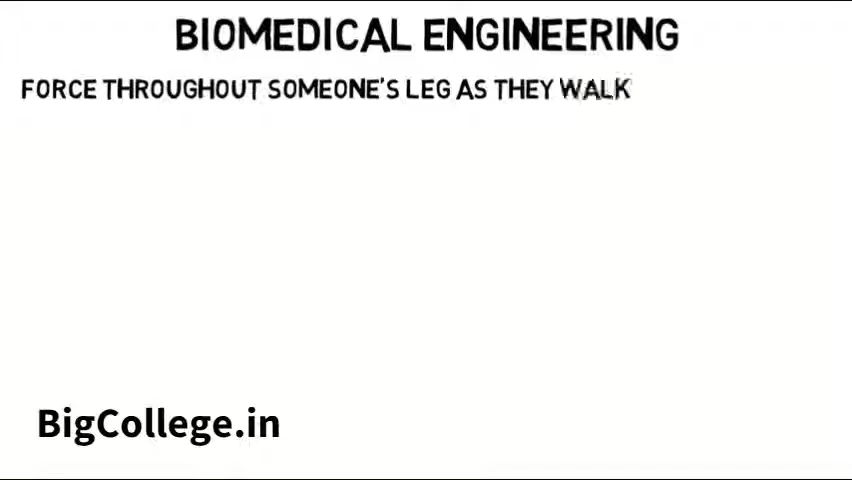 BIOMEDICAL ENGINEERING
FORCE THROUGHOUT SOMEONE'S LEG AS THEY WALK
BigCollege.in